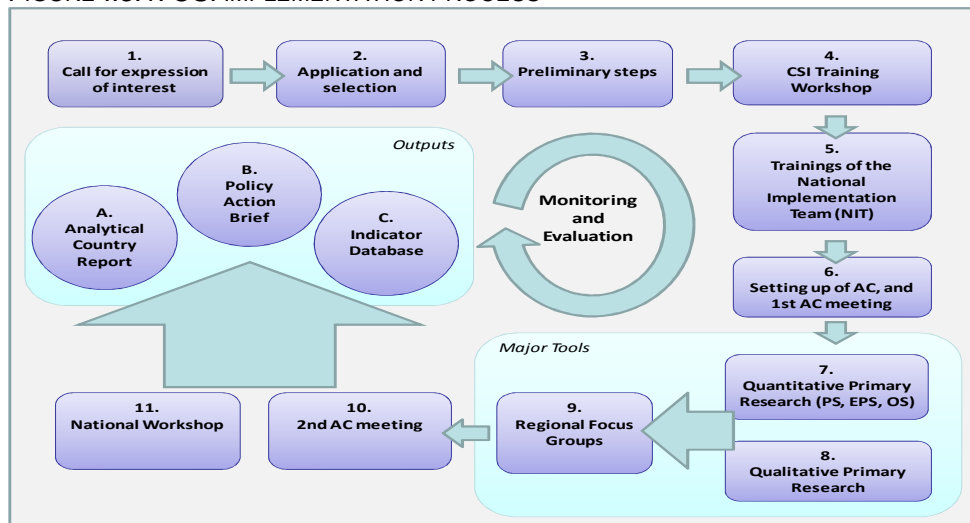 1.
Call for expression
of interest
2.
Application and
selection
3.
Preliminary steps
4.
CSI Training
Workshop
Outputs
A.
Analytical
Country
Report
B.
Policy
Action
Brief
C.
Indicator
Database
Monitoring
and
Evaluation
5.
Trainings of the
National
Implementation
Team (NIT)
6.
Setting up of AC, and
1st AC meeting
Major Tools
7.
Quantitative Primary
Research (PS, EPS, OS)
8.
Qualitative Primary
Research
9.
Regional Focus
Groups
10.
2nd AC meeting
11.
National Workshop